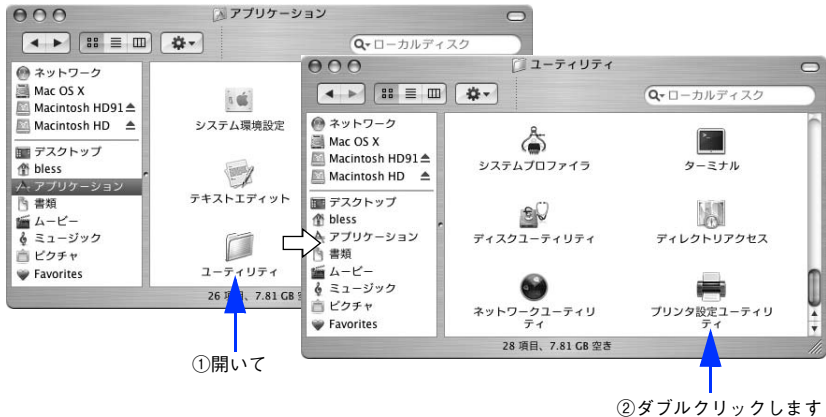 アプリケーション
Q ローカルディスク
ネットワーク
Mac OS X
Macintosh HD91
Macintosh HD
デスクトップ
bless
アプリケーション
書類
ムービー
ミュージック
ピクチャ
Favorites
システム環境設定
テキストエディット
ユーティリティ
26 項目、7.81 GB
①開いて
ユーティリティ
Q ローカルディスク
ネットワーク
Mac OS X
Macintosh HD91
Macintosh HD
デスクトップ
bless
アプリケーション
書類
ムービー
ミュージック
ピクチャ
Favorites
システムプロファイラ
ターミナル
ディスクユーティリティ
ディレクトリアクセス
ネットワークユーティリ
ティ
プリンタ設定ユーティリ
ティ
28 項目、7.81 GB 空き
②ダブルクリックします